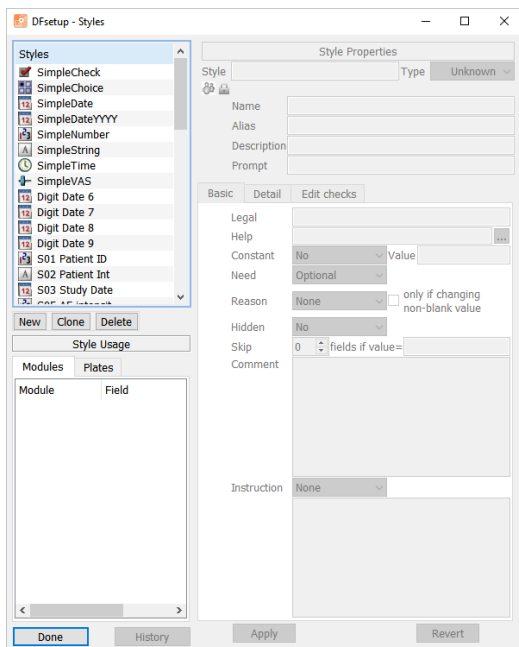 DFsetup - Styles
Styles
SimpleCheck
SimpleChoice
SimpleDate
SimpleDateYYYY
SimpleNumber
SimpleString
SimpleTime
SimpleVAS
Digit Date 6
Digit Date 7
Digit Date 8
Digit Date 9
S01 Patient ID
S02 Patient Int
S03 Study Date
New Clone Delete
Style Usage
Modules Plates
Module Field
Done History
Style Properties
Style Type Unknown
Name
Alias
Description
Prompt
Basic Detail Edit checks
Legal
Help ...
Constant No Value
Need Optional
Reason None only if changing
non-blank value
Hidden No
Skip 0 fields if value=
Comment
Instruction None
Apply Revert